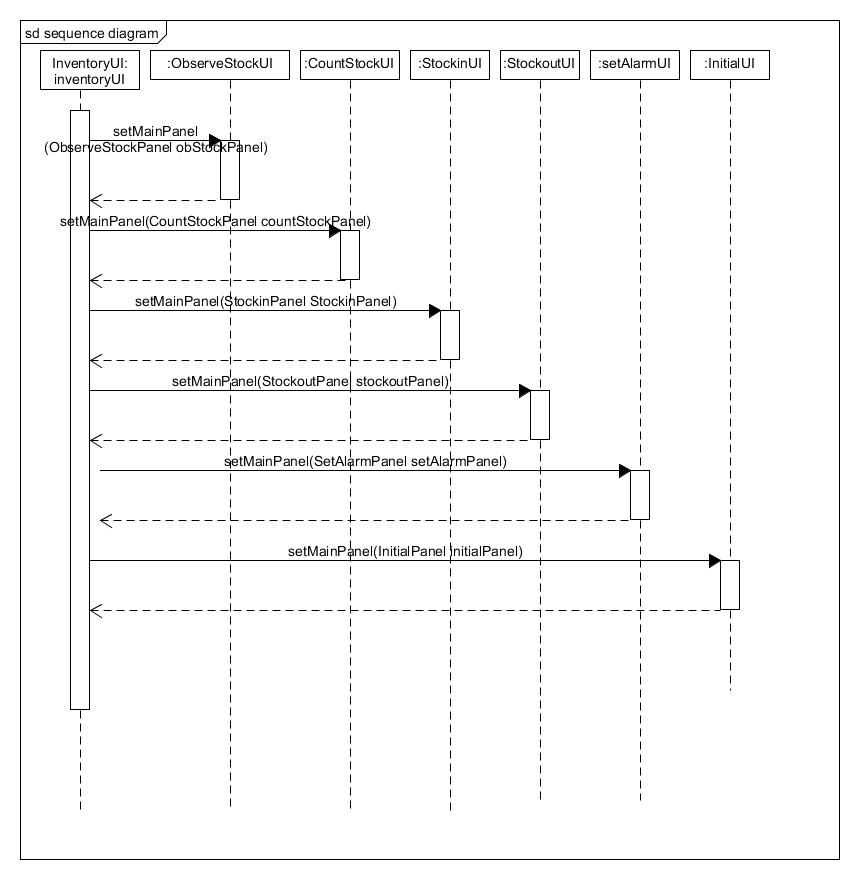 sd sequence diagram
InventoryUI:
inventoryUI
:ObserveStockUI
:CountStockUI
:StockinUI
:StockoutUI
:setAlarmUI
:InitialUI
setMainPanel
(ObserveStockPanel obStockPanel)
setMainPanel(CountStockPanel countStockPanel)
setMainPanel(StockinPanel StockinPanel)
setMainPanel(StockoutPanel stockoutPanel)
setMainPanel(SetAlarmPanel setAlarmPanel)
setMainPanel(InitialPanel initialPanel)